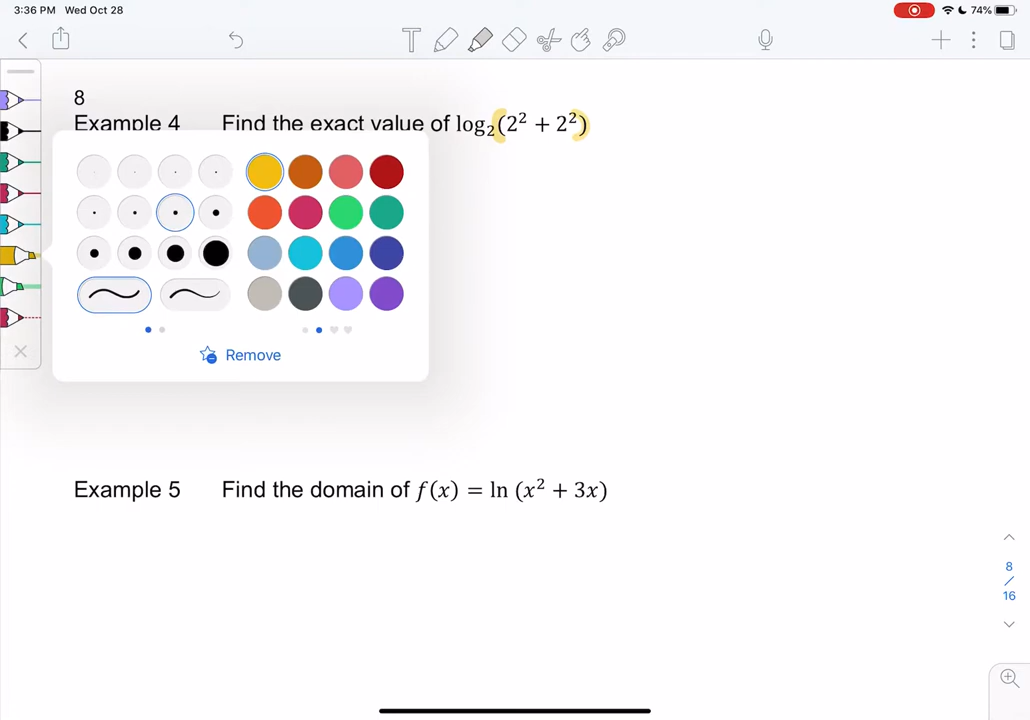 3:36 PM Wed Oct 28 74%
T
8
Example 4 Find the exact value of log₂(2² + 2²)
Remove
Example 5 Find the domain of f(x) = ln (x² + 3x)
8
/
16